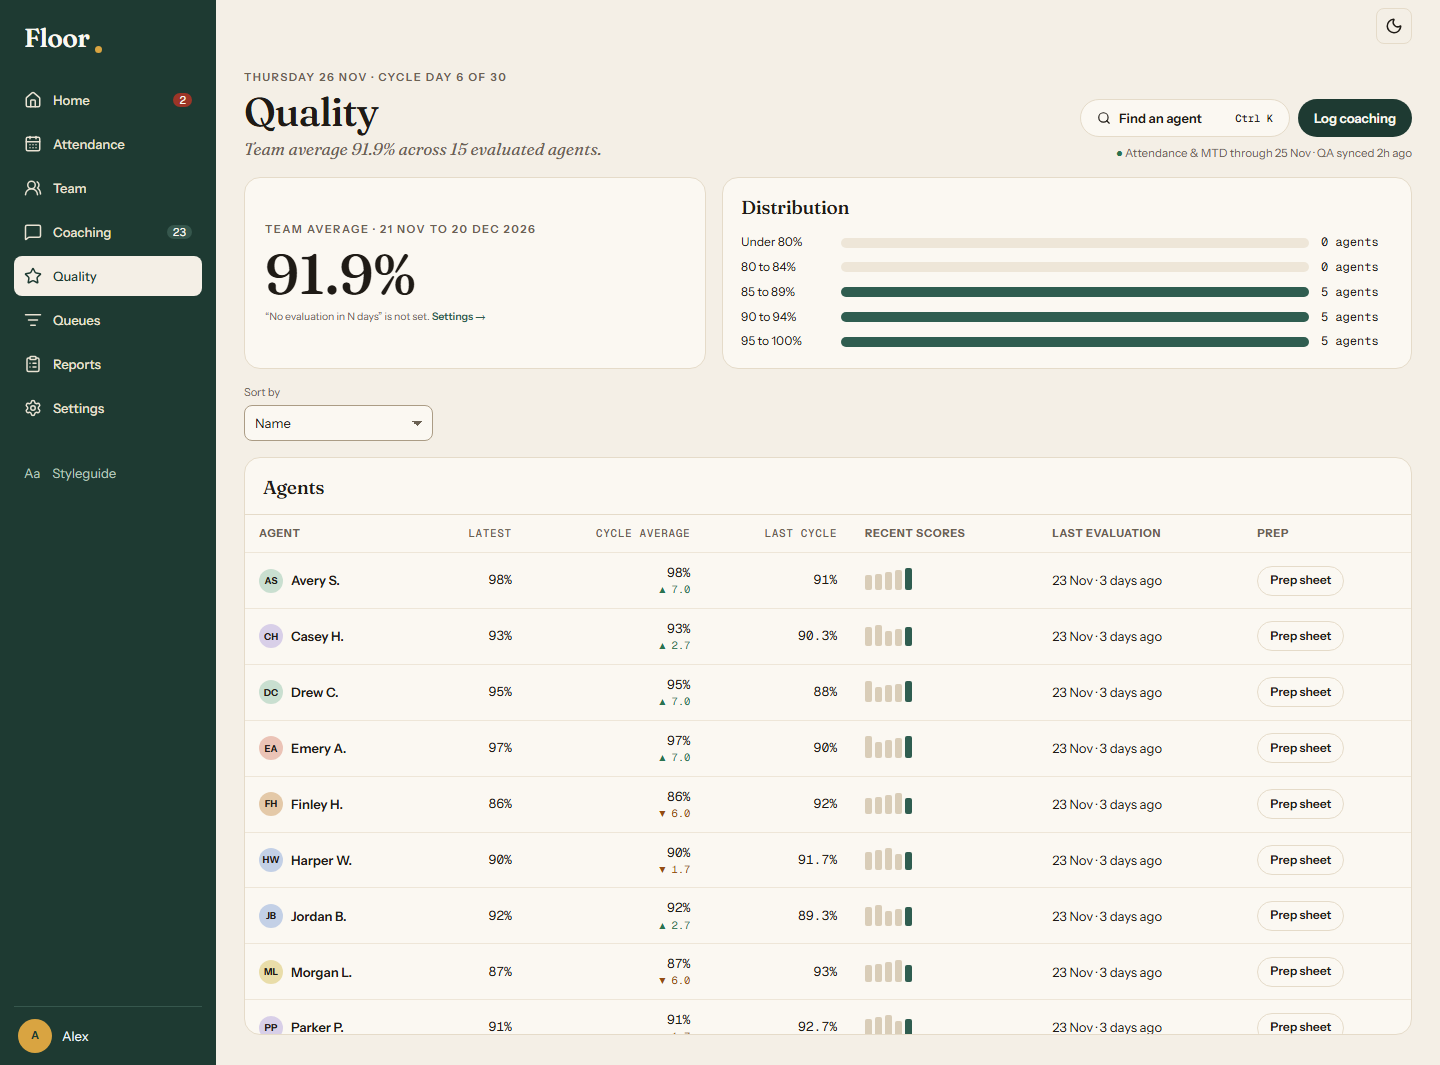 Floor.
Home 2
Attendance
Team
Coaching 23
Quality
Queues
Reports
Settings
Aa Styleguide
A Alex
THURSDAY 26 NOV · CYCLE DAY 6 OF 30
Quality
Team average 91.9% across 15 evaluated agents.
Find an agent Ctrl K
Log coaching
Attendance & MTD through 25 Nov · QA synced 2h ago
TEAM AVERAGE · 21 NOV TO 20 DEC 2026
91.9%
“No evaluation in N days” is not set. Settings →
Distribution
Under 80% 0 agents
80 to 84% 0 agents
85 to 89% 5 agents
90 to 94% 5 agents
95 to 100% 5 agents
Sort by
Name
Agents
AGENT LATEST CYCLE AVERAGE LAST CYCLE RECENT SCORES LAST EVALUATION PREP
AS Avery S. 98% 98% 91% 23 Nov · 3 days ago Prep sheet
▲ 7.0
CH Casey H. 93% 93% 90.3% 23 Nov · 3 days ago Prep sheet
▲ 2.7
DC Drew C. 95% 95% 88% 23 Nov · 3 days ago Prep sheet
▲ 7.0
EA Emery A. 97% 97% 90% 23 Nov · 3 days ago Prep sheet
▲ 7.0
FH Finley H. 86% 86% 92% 23 Nov · 3 days ago Prep sheet
▼ 6.0
HW Harper W. 90% 90% 91.7% 23 Nov · 3 days ago Prep sheet
▼ 1.7
JB Jordan B. 92% 92% 89.3% 23 Nov · 3 days ago Prep sheet
▲ 2.7
ML Morgan L. 87% 87% 93% 23 Nov · 3 days ago Prep sheet
▼ 6.0
PP Parker P. 91% 91% 92.7% 23 Nov · 3 days ago Prep sheet